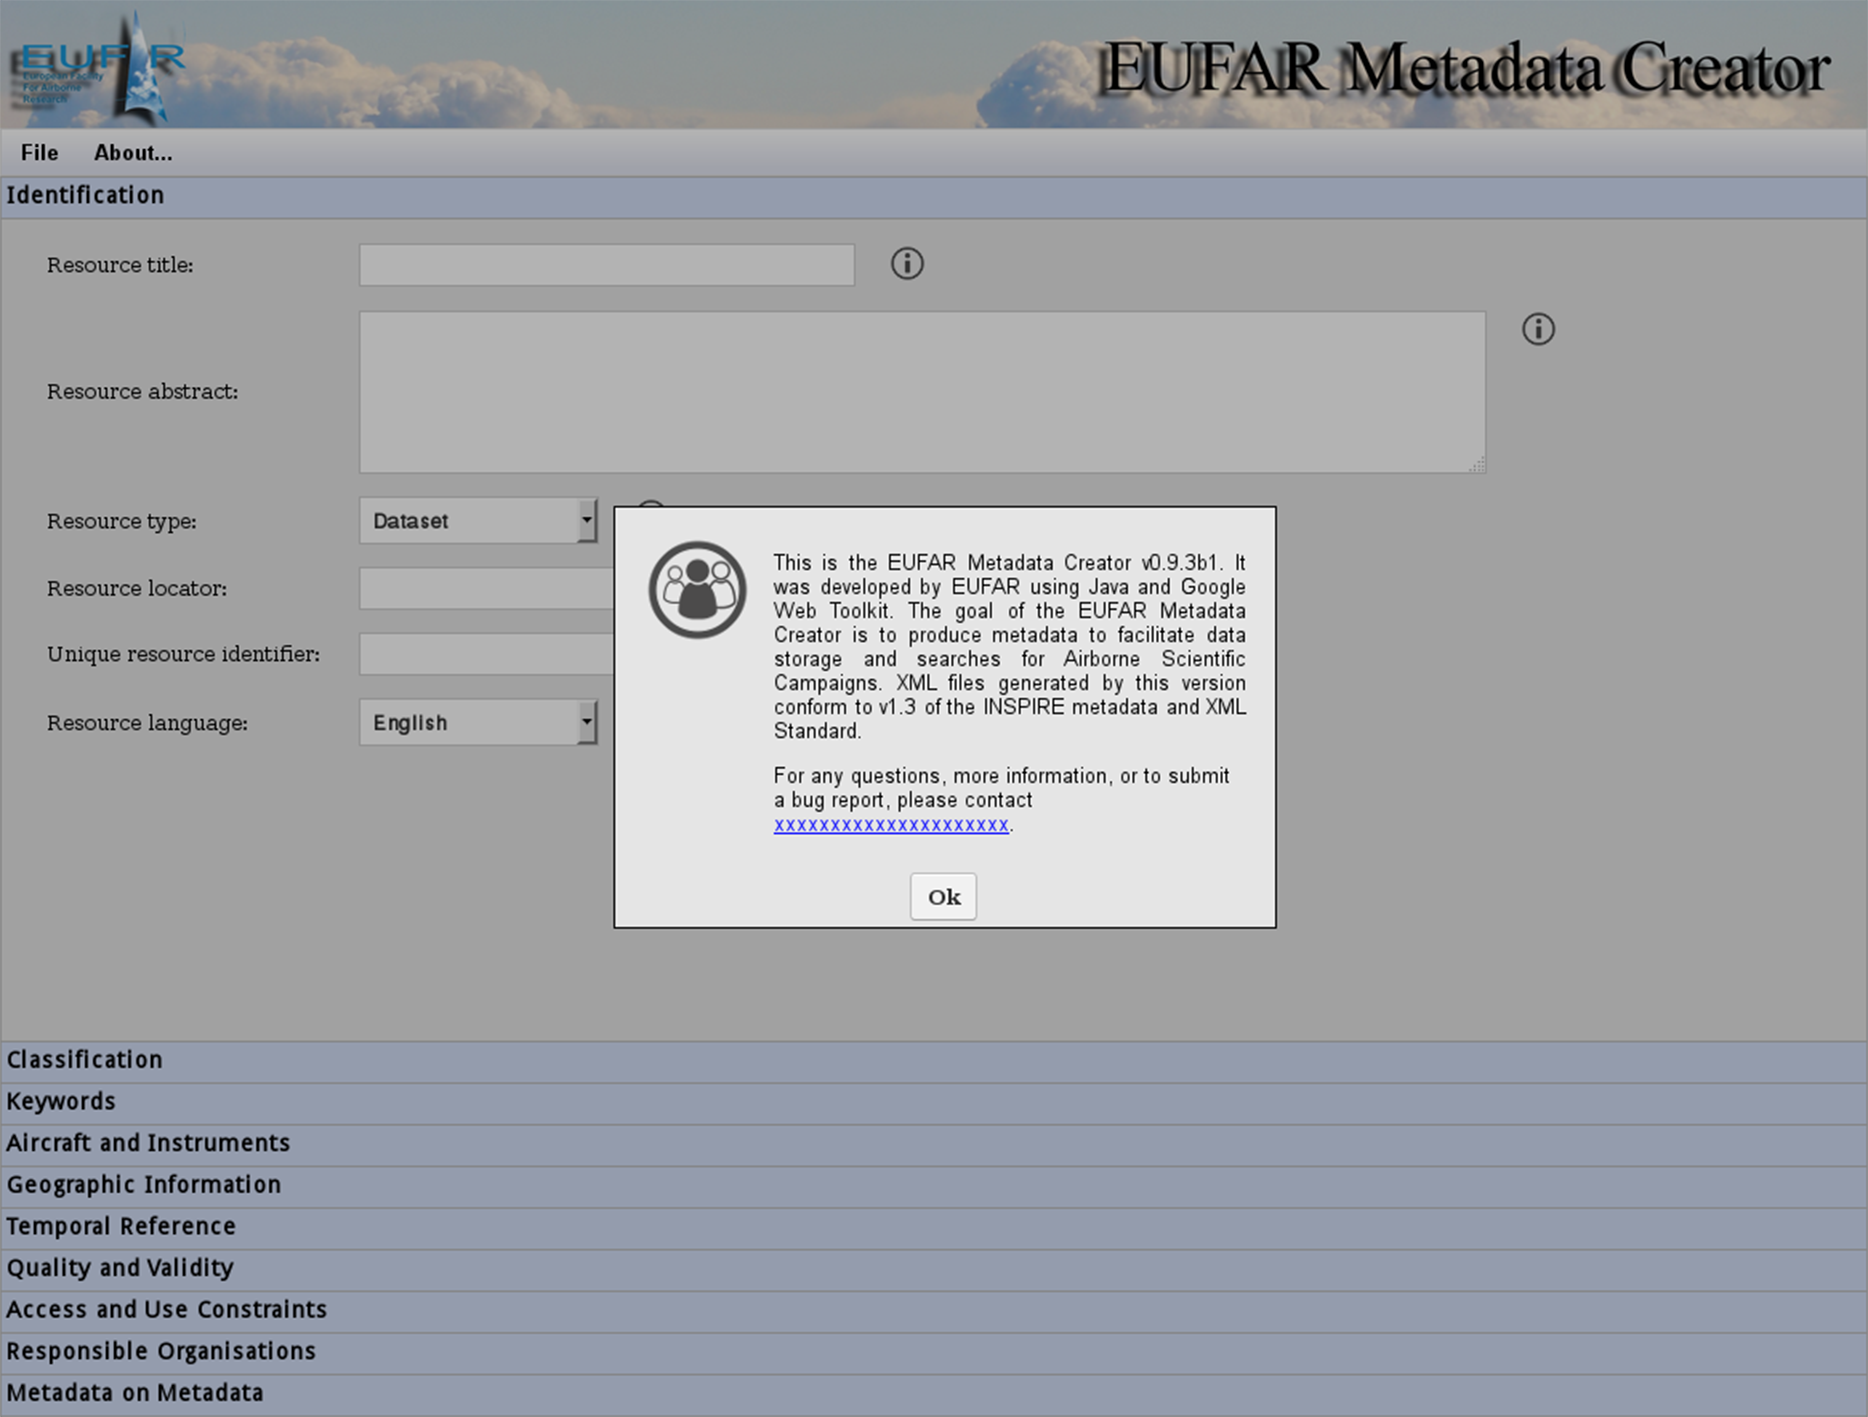 EUFAR
European Facility
For Airborne
Research
EUFAR Metadata Creator
File About...
Identification
Resource title:
Resource abstract:
Resource type: Dataset
Resource locator:
Unique resource identifier:
Resource language: English
This is the EUFAR Metadata Creator v0.9.3b1. It
was developed by EUFAR using Java and Google
Web Toolkit. The goal of the EUFAR Metadata
Creator is to produce metadata to facilitate data
storage and searches for Airborne Scientific
Campaigns. XML files generated by this version
conform to v1.3 of the INSPIRE metadata and XML
Standard.
For any questions, more information, or to submit
a bug report, please contact
xxxxxxxxxxxxxxxxxxxxx.
Ok
Classification
Keywords
Aircraft and Instruments
Geographic Information
Temporal Reference
Quality and Validity
Access and Use Constraints
Responsible Organisations
Metadata on Metadata